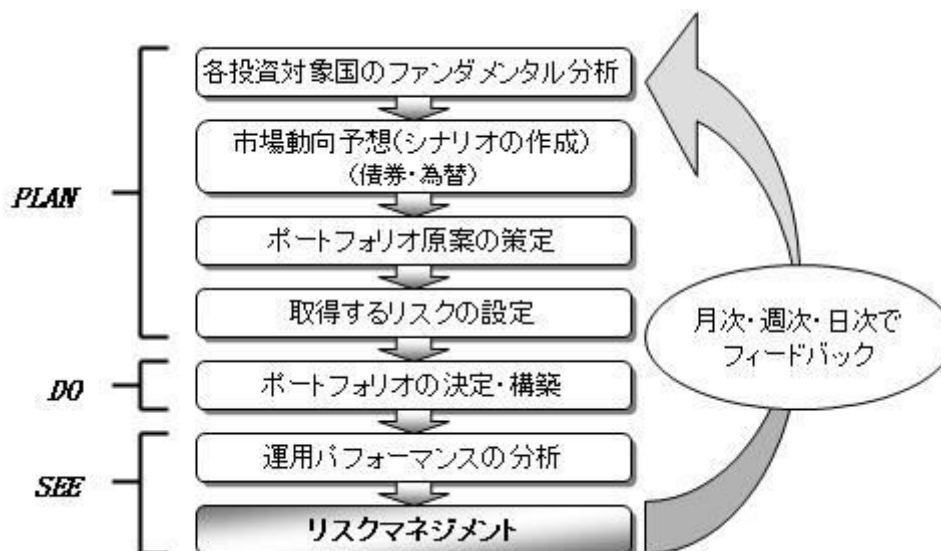 各投資対象国のファンダメンタル分析
市場動向予想(シナリオの作成)
(債券・為替)
PLAN
ポートフォリオ原案の策定
取得するリスクの設定
月次・週次・日次で
フィードバック
DO
ポートフォリオの決定・構築
運用パフォーマンスの分析
SEE
リスクマネジメント